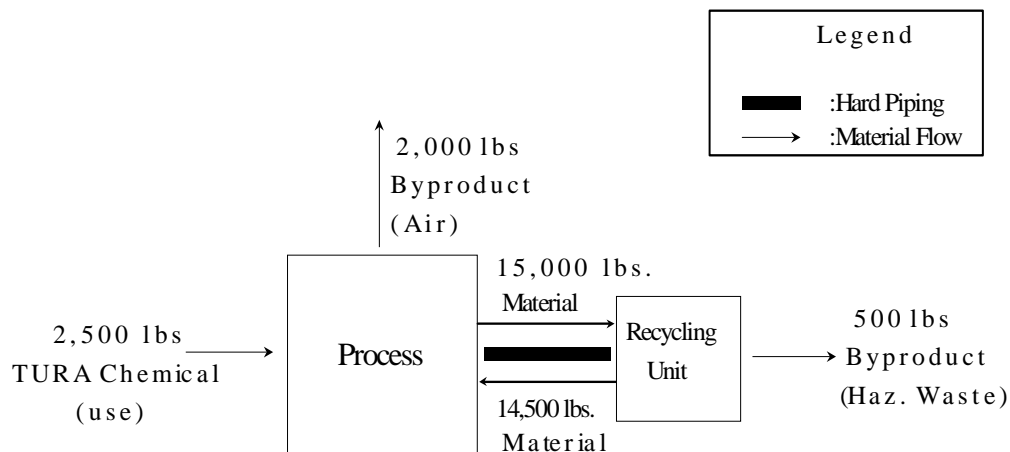 Legend
:Hard Piping
:Material Flow
2,000 lbs
Byproduct
(Air)
15,000 lbs.
Material
2,500 lbs
TURA Chemical
(use)
Process
Recycling
Unit
500 lbs
Byproduct
(Haz. Waste)
14,500 lbs.
Material